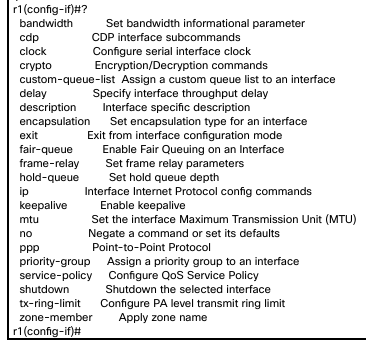 r1(config-if)#?
bandwidth Set bandwidth informational parameter
cdp CDP interface subcommands
clock Configure serial interface clock
crypto Encryption/Decryption commands
custom-queue-list Assign a custom queue list to an interface
delay Specify interface throughput delay
description Interface specific description
encapsulation Set encapsulation type for an interface
exit Exit from interface configuration mode
fair-queue Enable Fair Queuing on an Interface
frame-relay Set frame relay parameters
hold-queue Set hold queue depth
ip Interface Internet Protocol config commands
keepalive Enable keepalive
mtu Set the interface Maximum Transmission Unit (MTU)
no Negate a command or set its defaults
ppp Point-to-Point Protocol
priority-group Assign a priority group to an interface
service-policy Configure QoS Service Policy
shutdown Shutdown the selected interface
tx-ring-limit Configure PA level transmit ring limit
zone-member Apply zone name
r1(config-if)#